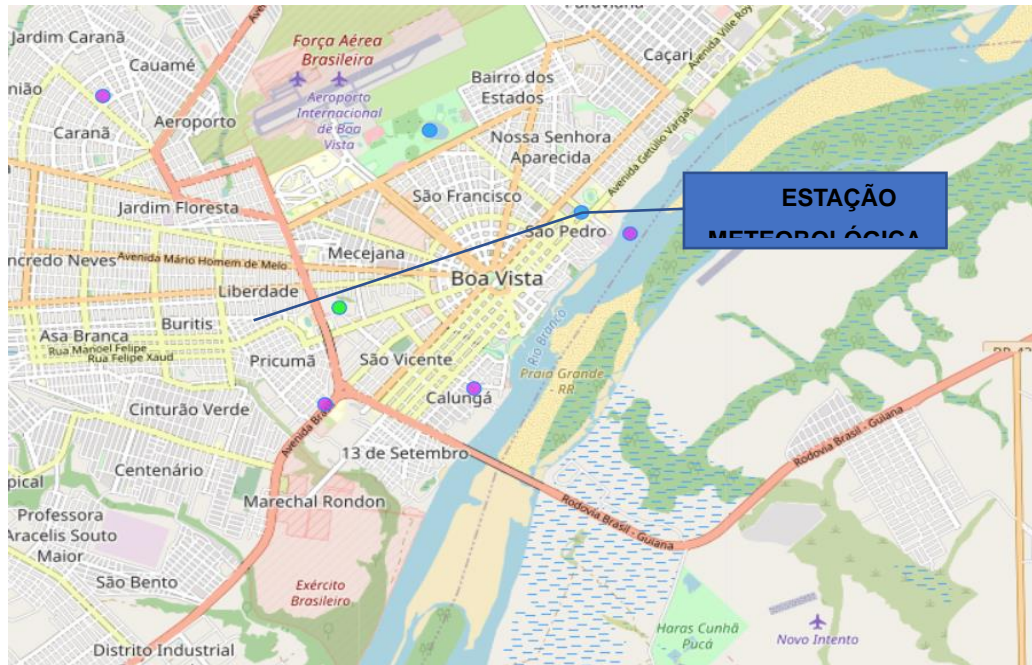 Paraviana
Jardim Caranã
Cauamé
Força Aérea
Brasileira
Caçari
Avenida Ville Roy
Bairro dos
Estados
Aeroporto
Internacional
de Boa
Vista
Caranã
Aeroporto
Nossa Senhora
Aparecida
Avenida Getúlio Vargas
São Francisco
Jardim Floresta
ESTAÇÃO
METEOROLÓGICA
São Pedro
Mecejana
Avenida Mário Homem de Melo
Boa Vista
Liberdade
Buritis
Asa Branca
Rua Manoel Felipe
Rua Felipe Xaud
Rio Branco
Pricumã
São Vicente
Praia Grande
- RR
Calungá
Cinturão Verde
13 de Setembro
Rodovia Brasil - Guiana
Centenário
Marechal Rondon
Rodovia Brasil - Guiana
Professora
Aracelis Souto
Maior
São Bento
Exército
Brasileiro
Haras Cunhã
Pucá
Novo Intento
Distrito Industrial